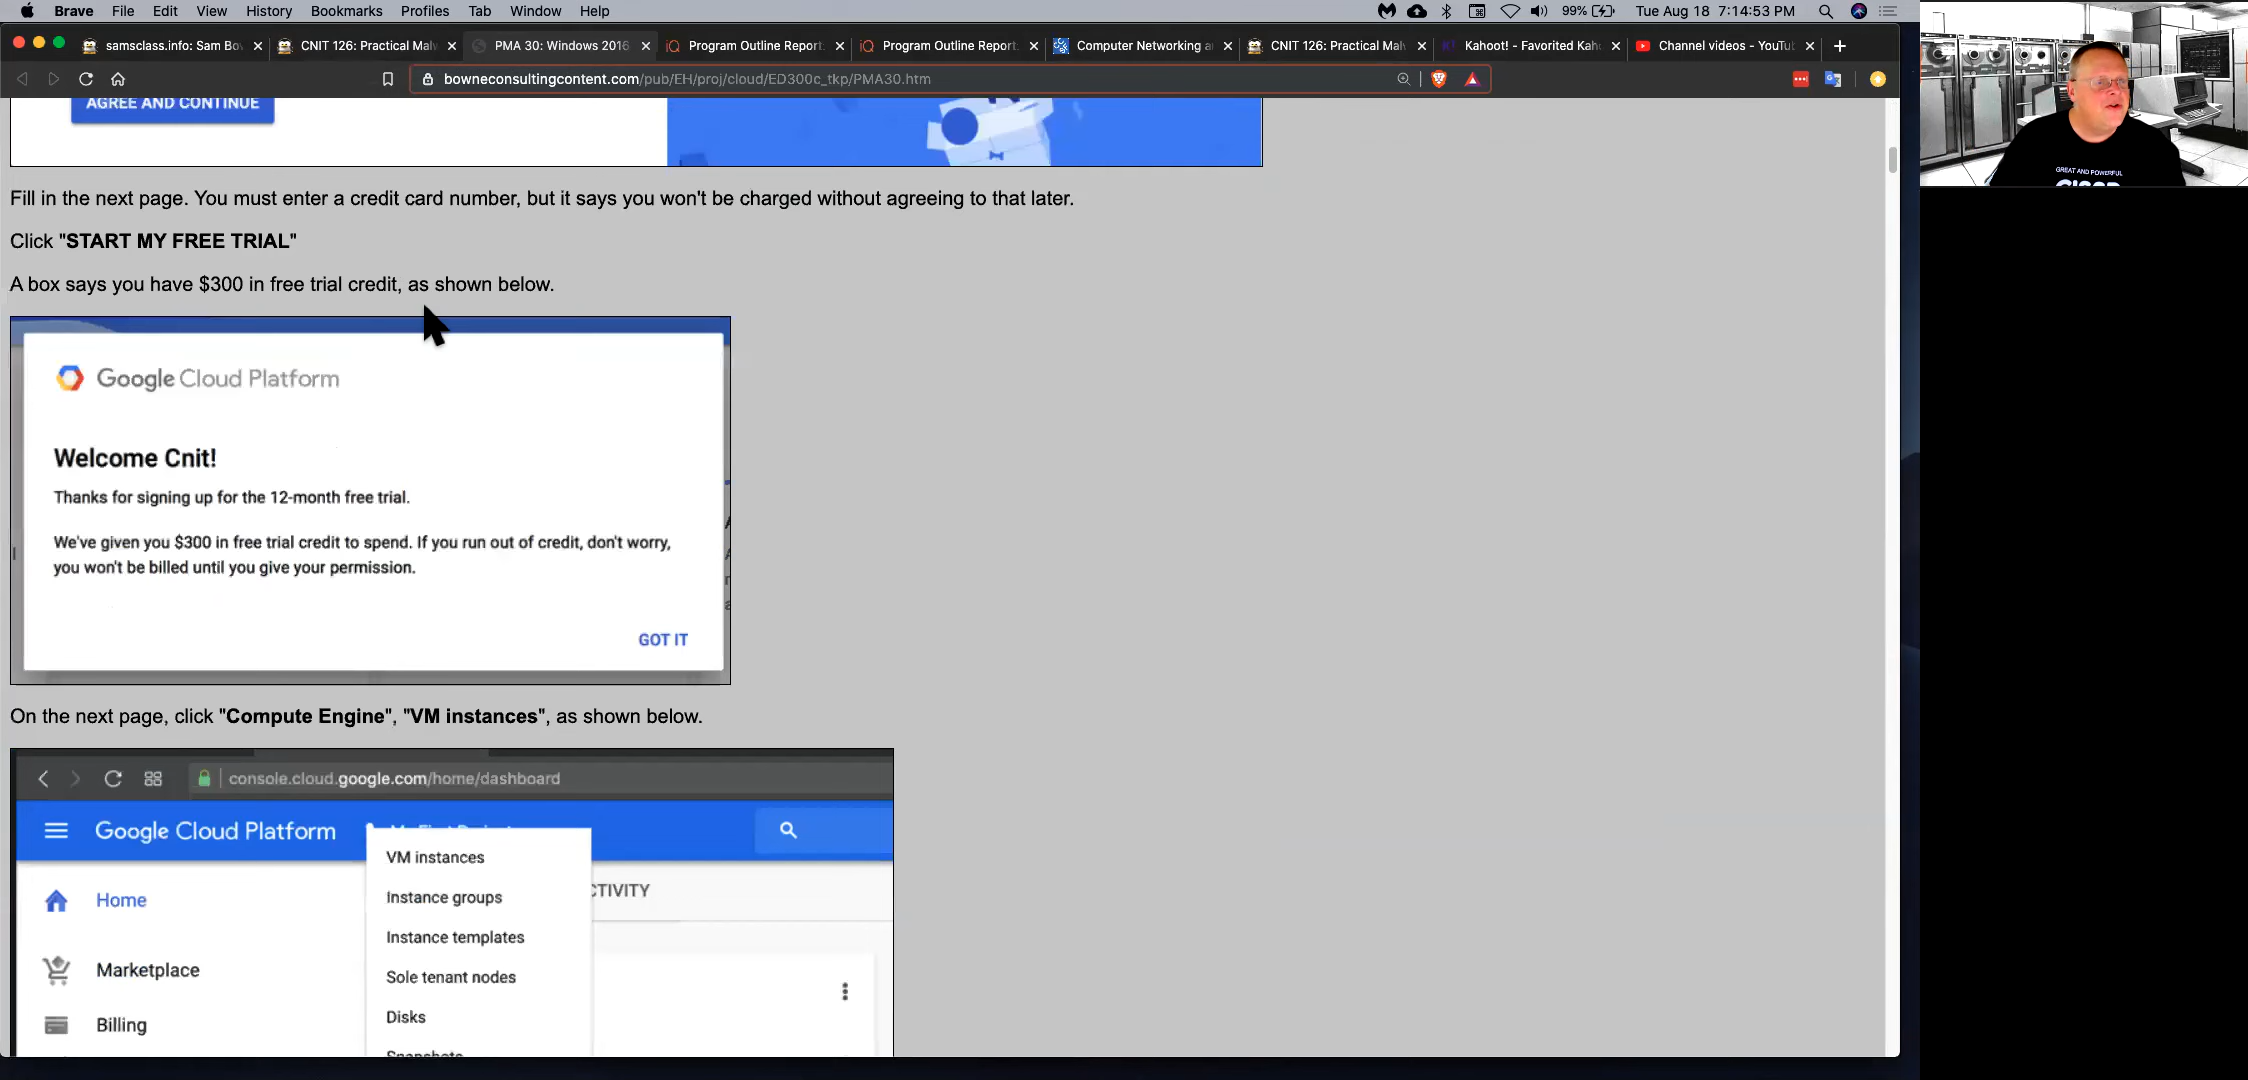 Brave File Edit View History Bookmarks Profiles Tab Window Help 99% Tue Aug 18 7:14:53 PM
samsclass.info: Sam Bow CNIT 126: Practical Malw PMA 30: Windows 2016 Program Outline Report Program Outline Report Computer Networking a CNIT 126: Practical Malw Kahoot! - Favorited Kaho Channel videos - YouTu
bowneconsultingcontent.com/pub/EH/proj/cloud/ED300c_tkp/PMA30.htm
AGREE AND CONTINUE
GREAT AND POWERFUL
Fill in the next page. You must enter a credit card number, but it says you won't be charged without agreeing to that later.
Click "START MY FREE TRIAL"
A box says you have $300 in free trial credit, as shown below.
Google Cloud Platform
Welcome Cnit!
Thanks for signing up for the 12-month free trial.
We've given you $300 in free trial credit to spend. If you run out of credit, don't worry,
you won't be billed until you give your permission.
GOT IT
On the next page, click "Compute Engine", "VM instances", as shown below.
console.cloud.google.com/home/dashboard
Google Cloud Platform
VM instances
CTIVITY
Home
Instance groups
Instance templates
Marketplace
Sole tenant nodes
Disks
Billing
Snapshots